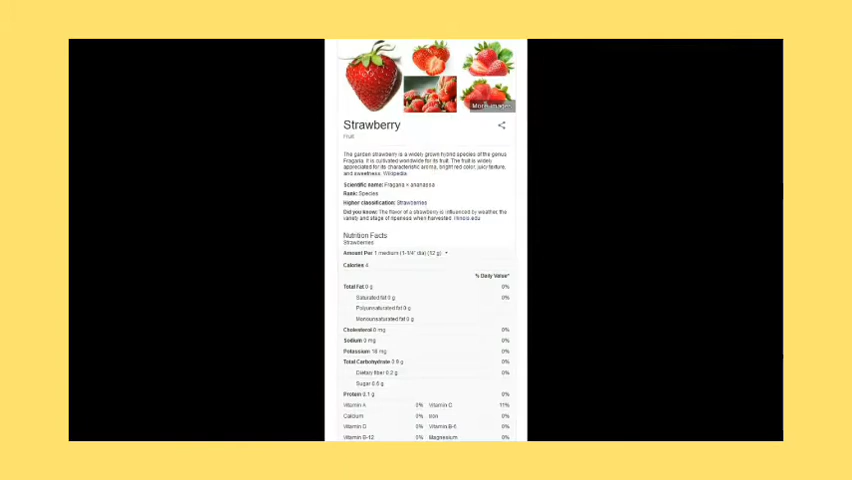 More images
Strawberry
Fruit
The garden strawberry is a widely grown hybrid species of the genus
Fragaria. It is cultivated worldwide for its fruit. The fruit is widely
appreciated for its characteristic aroma, bright red color, juicy texture,
and sweetness. Wikipedia
Scientific name: Fragaria × ananassa
Rank: Species
Higher classification: Strawberries
Did you know: The flavor of a strawberry is influenced by weather, the
variety and stage of ripeness when harvested. illinois.edu
Nutrition Facts
Strawberries
Amount Per 1 medium (1-1/4" dia) (12 g)
Calories 4
% Daily Value*
Total Fat 0 g 0%
Saturated fat 0 g 0%
Polyunsaturated fat 0 g
Monounsaturated fat 0 g
Cholesterol 0 mg 0%
Sodium 0 mg 0%
Potassium 18 mg 0%
Total Carbohydrate 0.9 g 0%
Dietary fiber 0.2 g 0%
Sugar 0.6 g
Protein 0.1 g 0%
Vitamin A 0% Vitamin C 11%
Calcium 0% Iron 0%
Vitamin D 0% Vitamin B-6 0%
Vitamin B-12 0% Magnesium 0%